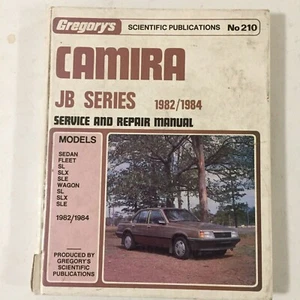 Gregory's SCIENTIFIC PUBLICATIONS No 210
CAMIRA
JB SERIES 1982/1984
SERVICE AND REPAIR MANUAL
MODELS
SEDAN
FLEET
SL
SLX
SLE
WAGON
SL
SLX
SLE
1982/1984
PRODUCED BY
GREGORY'S
SCIENTIFIC
PUBLICATIONS